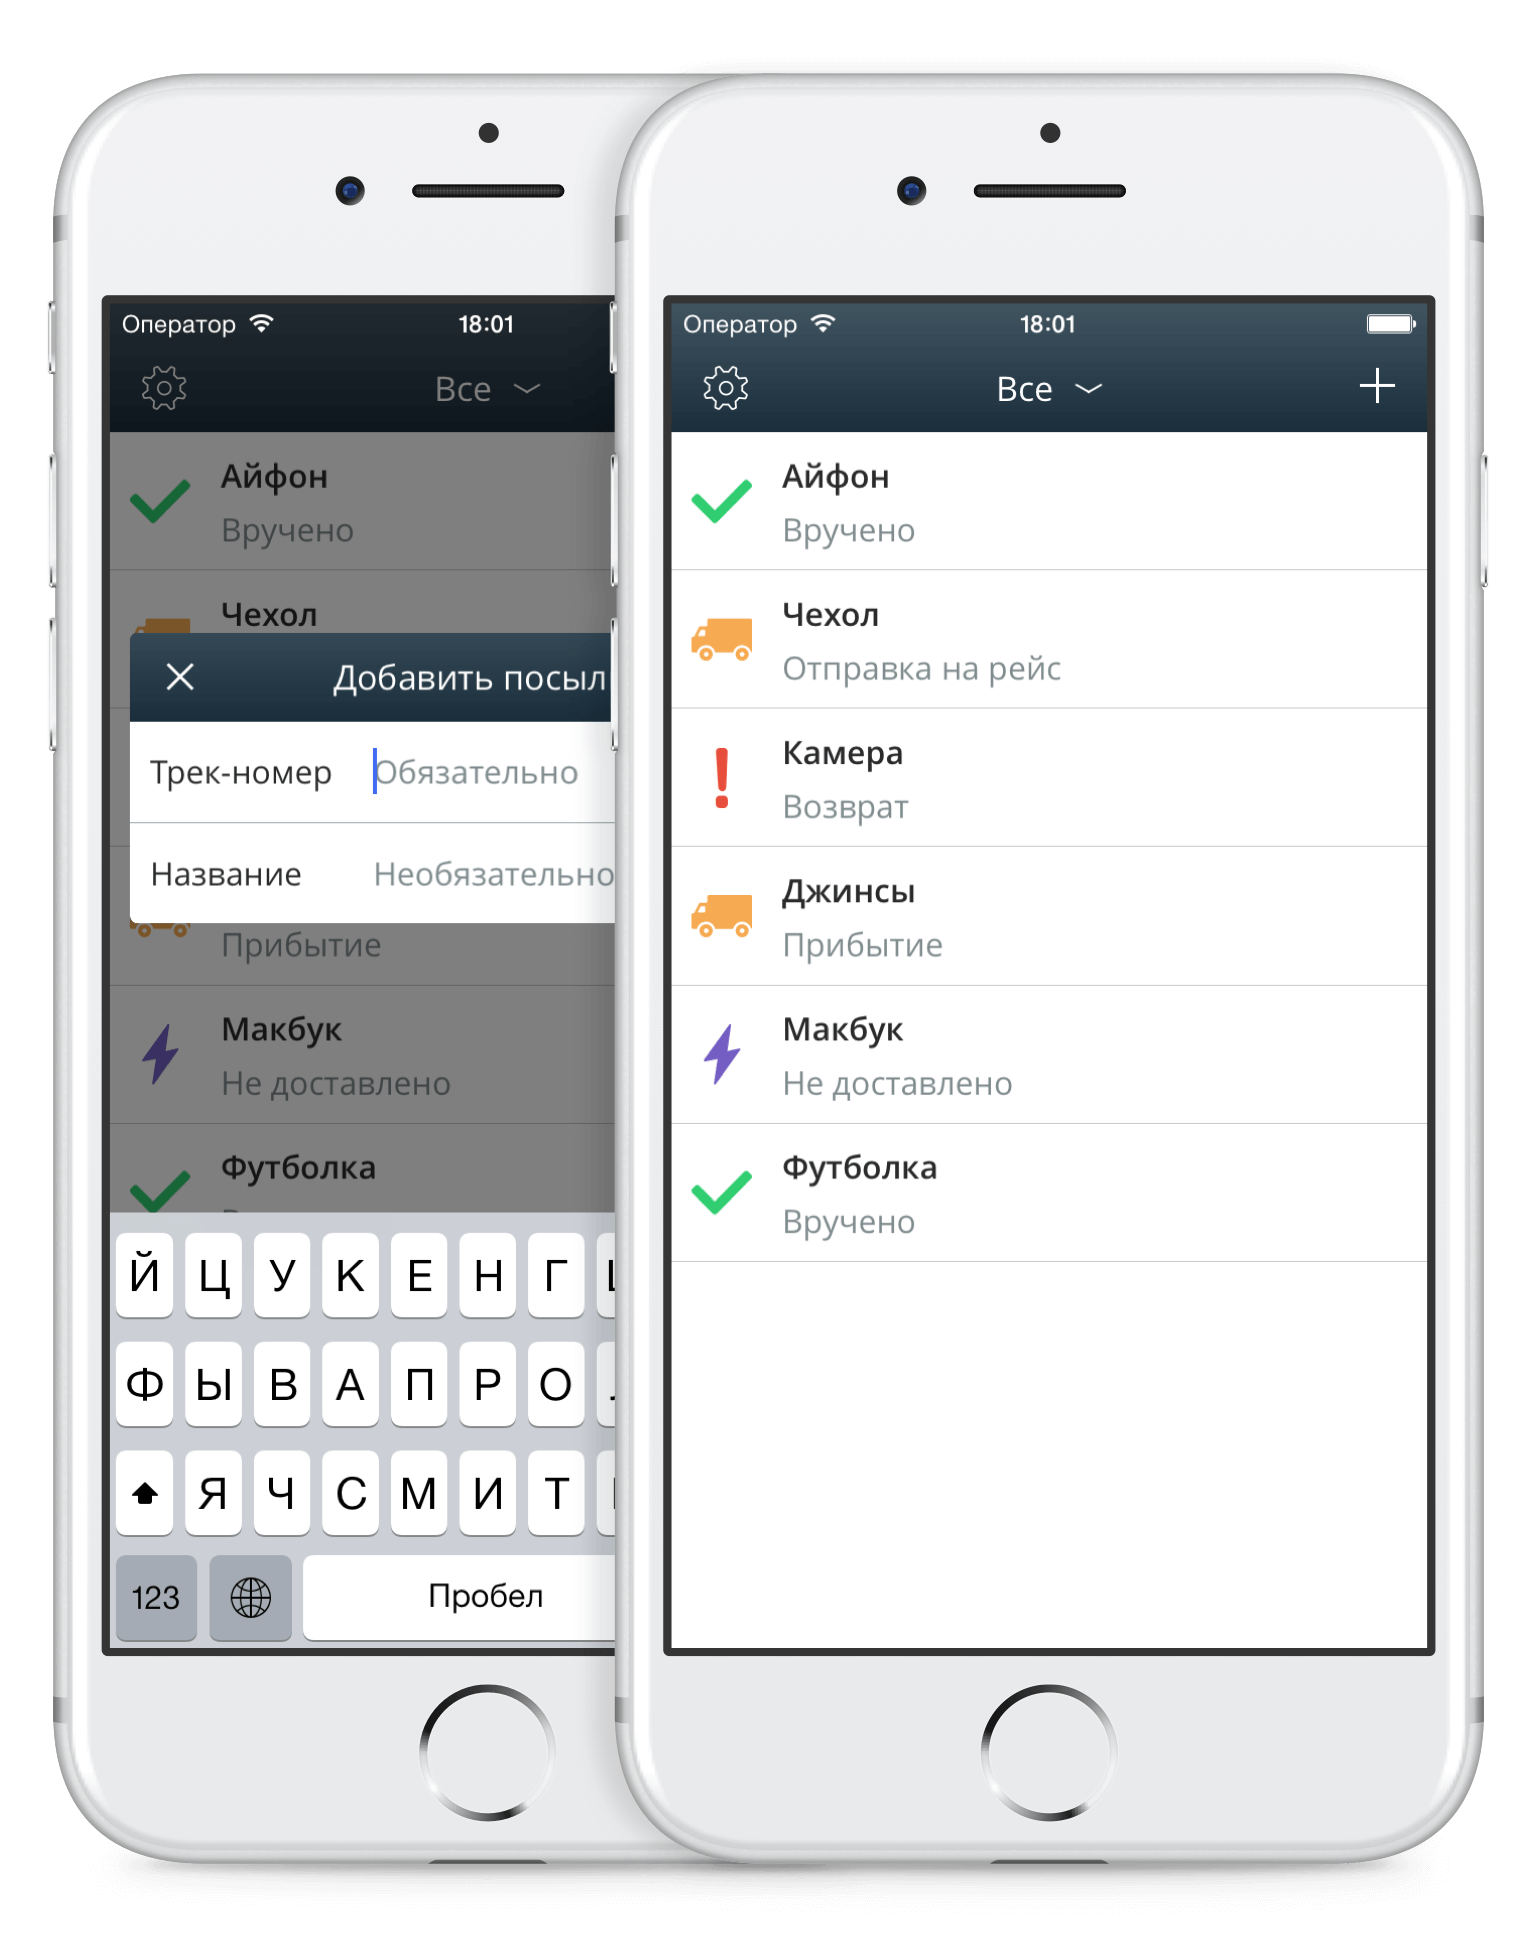 Оператор
18:01
Все
Айфон
Вручено
Чехол
Добавить посыл
Трек-номер
Обязательно
Название
Необязательно
Прибытие
Макбук
Не доставлено
Футболка
Й Ц У К Е Н Г
Ф Ы В А П Р О
Я Ч С М И Т
123
Пробел
Оператор
18:01
Все
Айфон
Вручено
Чехол
Отправка на рейс
Камера
Возврат
Джинсы
Прибытие
Макбук
Не доставлено
Футболка
Вручено